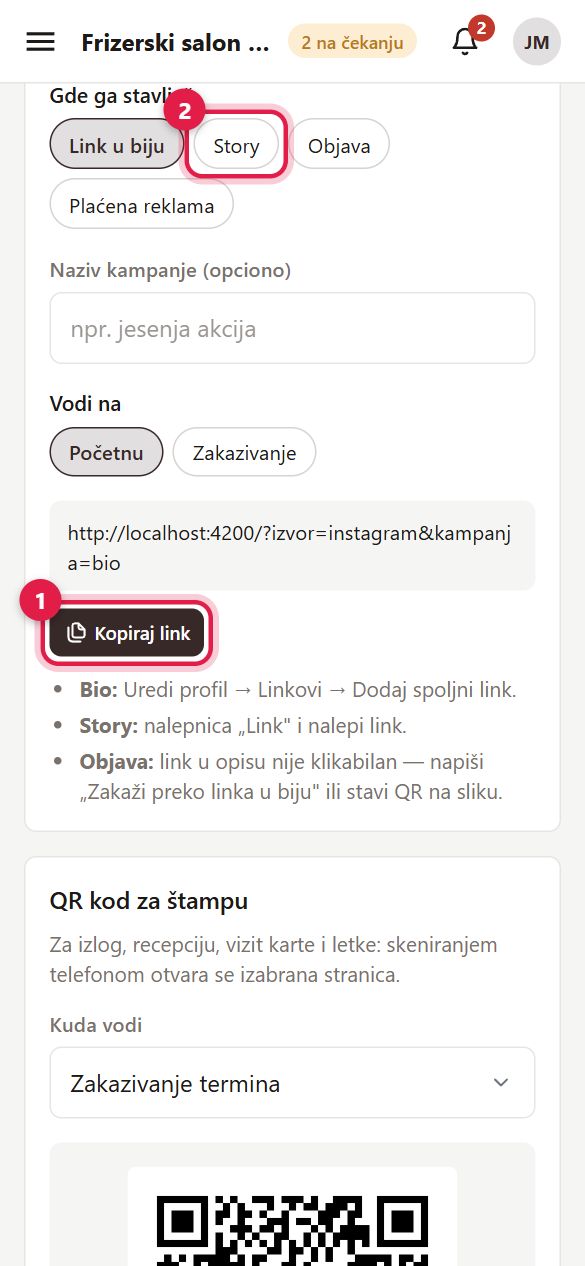 Frizerski salon ...
2 na čekanju
2
JM
Gde ga
2
Link u biju
Story
Objava
Plaćena reklama
Naziv kampanje (opciono)
npr. jesenja akcija
Vodi na
Početnu
Zakazivanje
http://localhost:4200/?izvor=instagram&kampanj
a=bio
1
Kopiraj link
• Bio: Uredi profil → Linkovi → Dodaj spoljni link.
• Story: nalepnica „Link" i nalepi link.
• Objava: link u opisu nije klikabilan — napiši
„Zakaži preko linka u biju" ili stavi QR na sliku.
QR kod za štampu
Za izlog, recepciju, vizit karte i letke: skeniranjem
telefonom otvara se izabrana stranica.
Kuda vodi
Zakazivanje termina